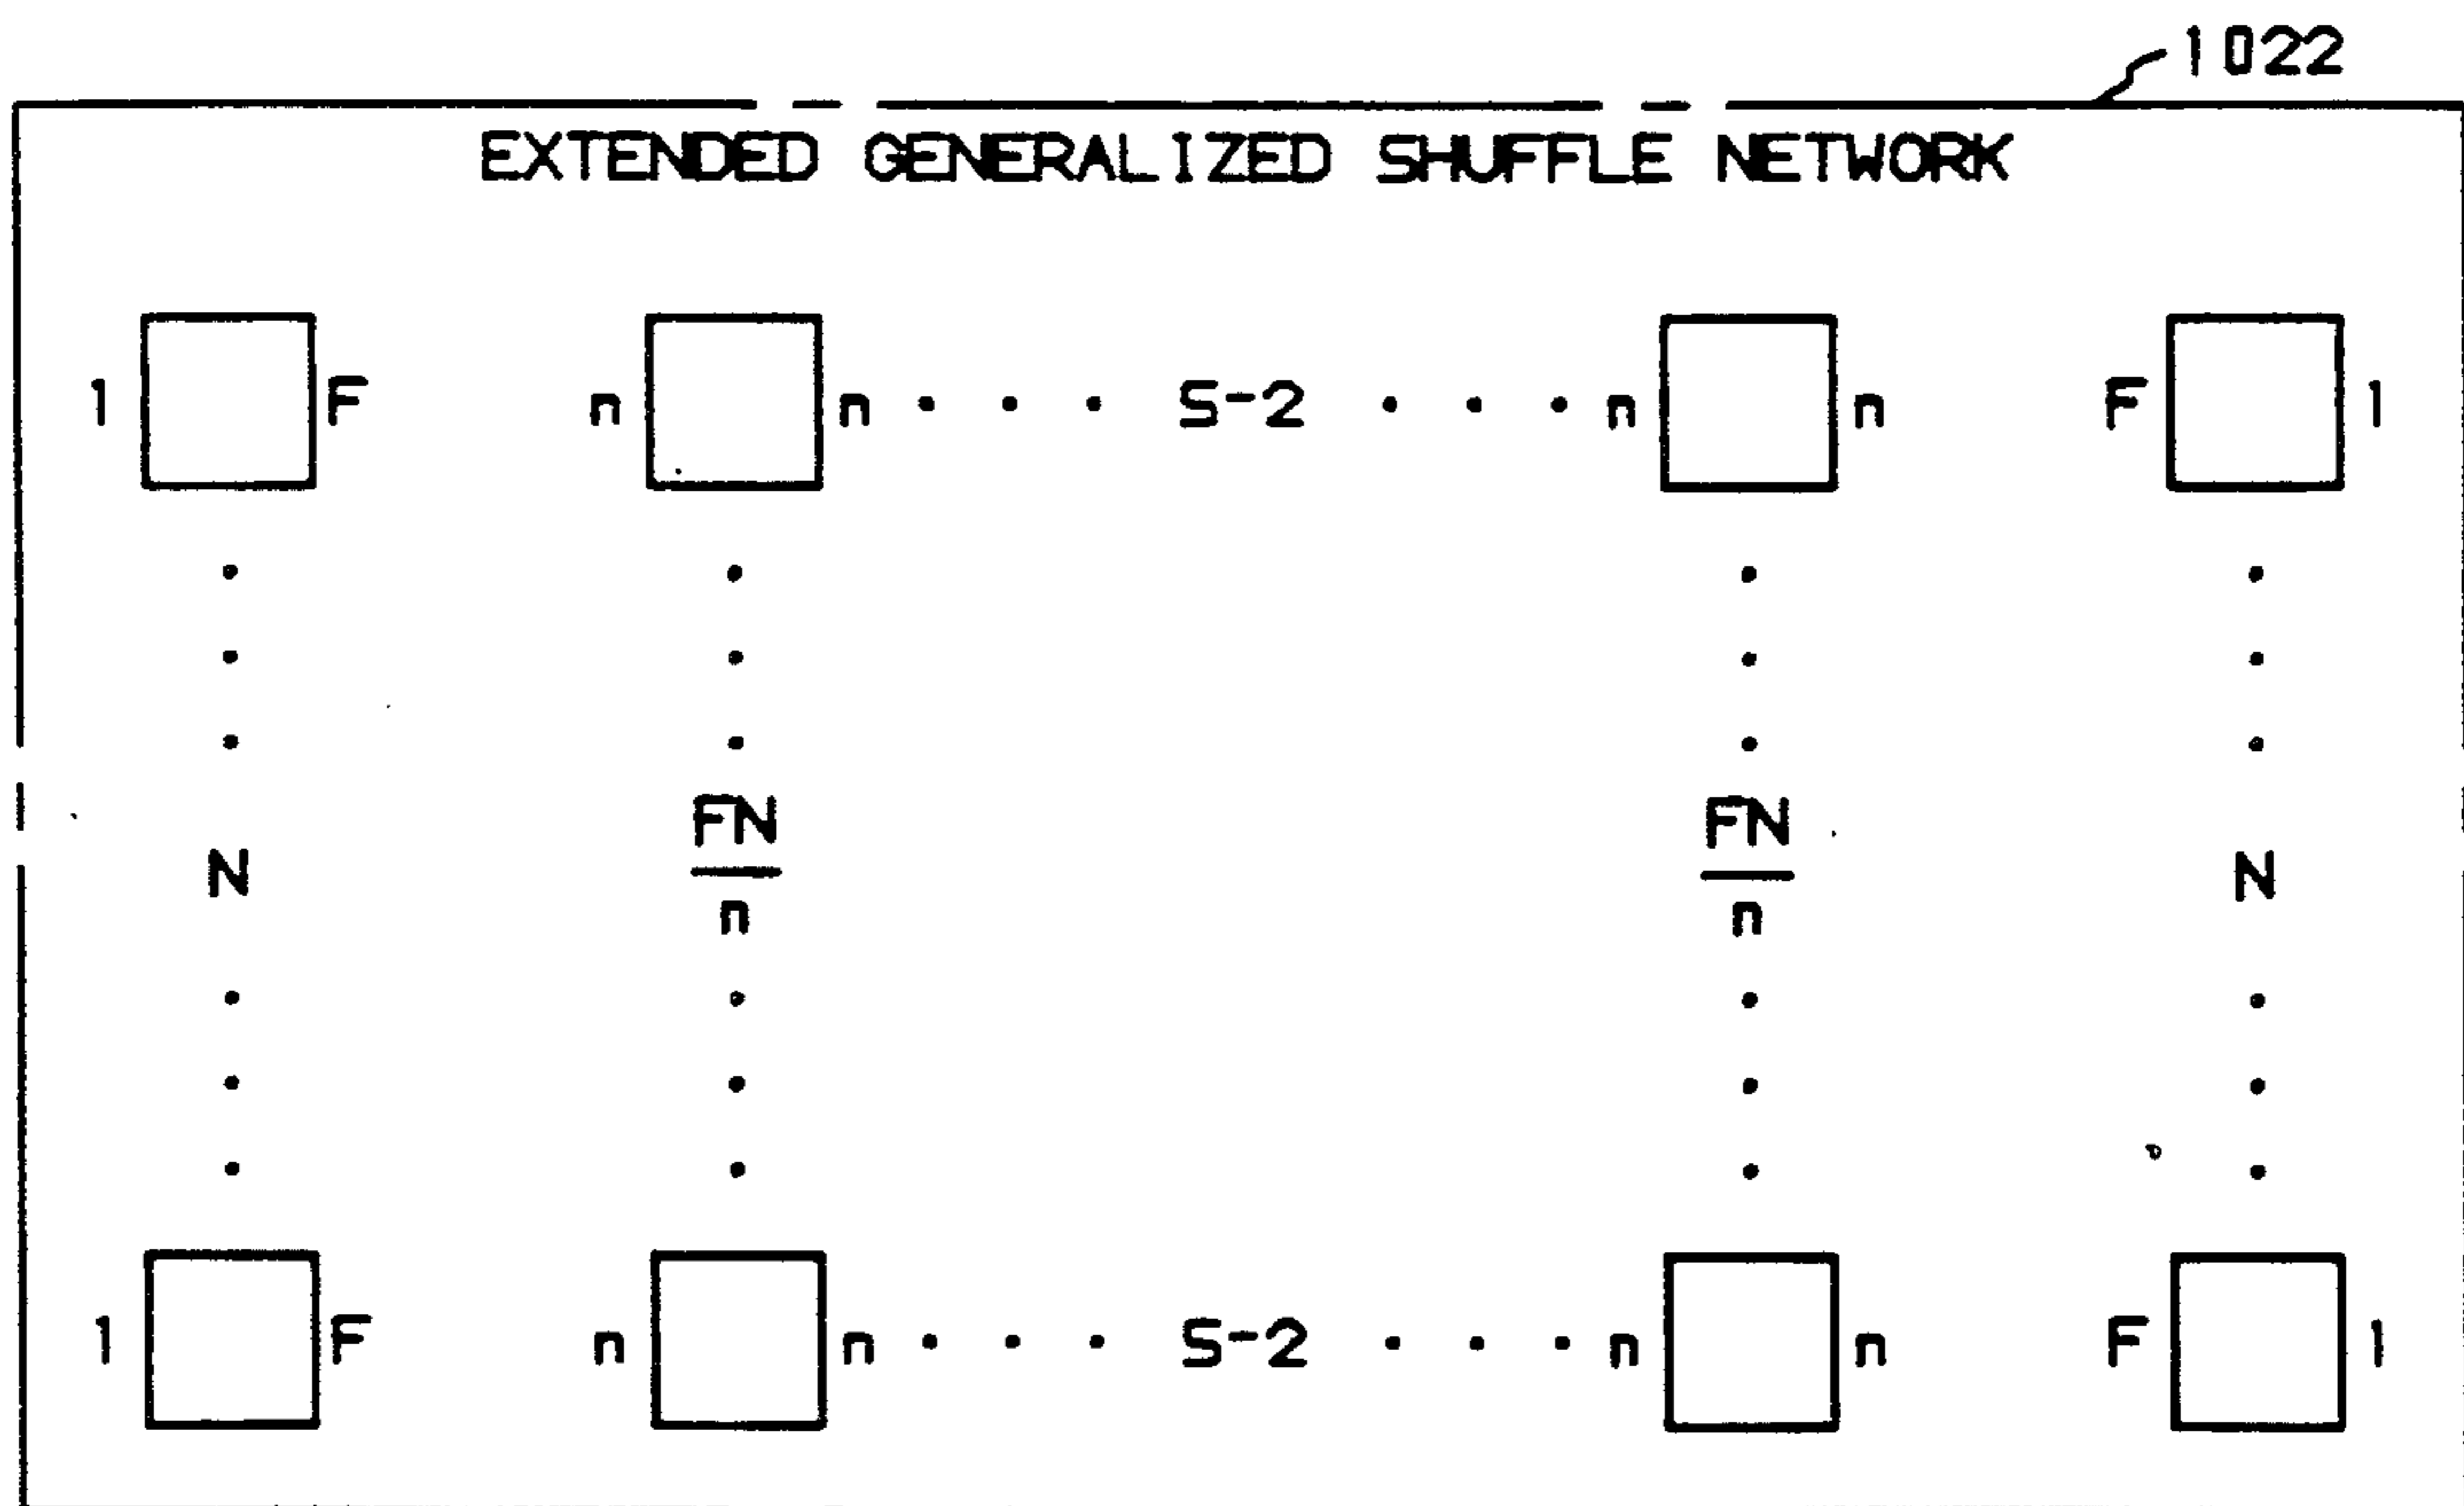 1022
EXTENDED GENERALIZED SHUFFLE NETWORK
1 F n n . . . S-2 . . . n n F 1
N FN/n FN/n N
1 F n n . . . S-2 . . . n n F 1